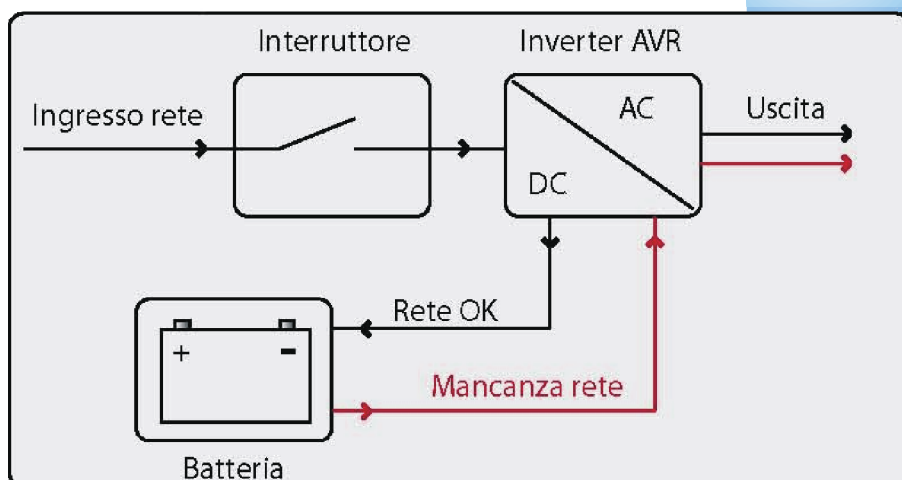 Interruttore
Inverter AVR
Ingresso rete
AC
Uscita
DC
Rete OK
+
-
Mancanza rete
Batteria